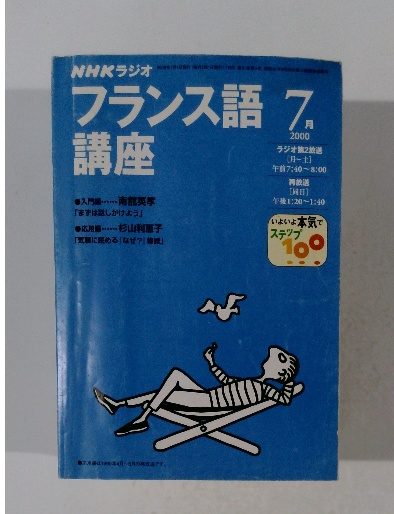 NHKラジオ
フランス語
講座
7月
2000
ラジオ第2放送
[月～土]
午前7:40～8:00
再放送
[同日]
午後1:20～1:40
●入門編……南舘英孝
「まずは話しかけよう」
●応用編……杉山利恵子
「気楽に読める「なぜ?」
いよいよ本気で
ステップ
100